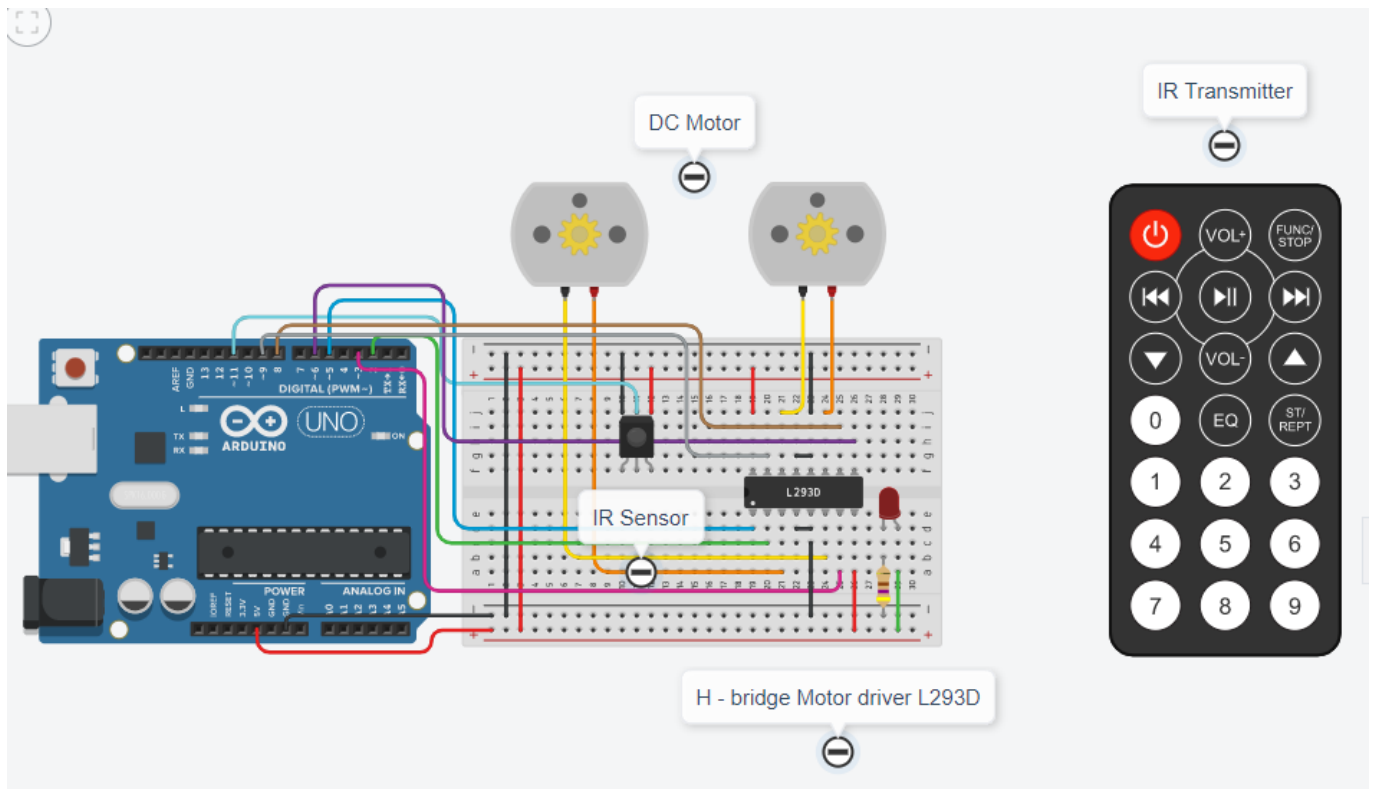 IR Transmitter
DC Motor
VOL+
FUNC/
STOP
VOL-
0
EQ
ST/
REPT
1
2
3
4
5
6
7
8
9
AREF
GND
13
12
~11
~10
~9
8
7
~6
~5
4
TX→
RX←
DIGITAL (PWM~)
L
TX
RX
ARDUINO
UNO
ON
IOREF
RESET
3.3V
5V
GND
GND
Vin
POWER
ANALOG IN
A0
A1
A2
A3
A4
A5
L293D
IR Sensor
H - bridge Motor driver L293D